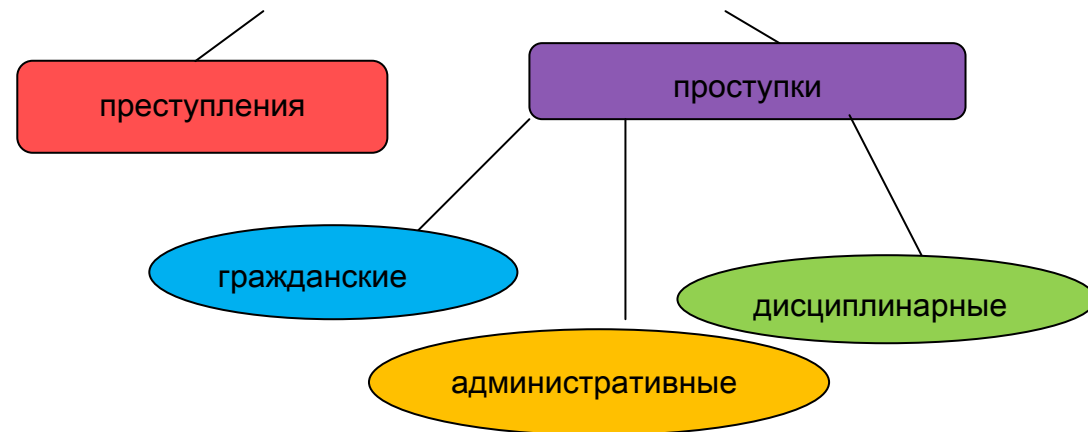 преступления
проступки
гражданские
дисциплинарные
административные